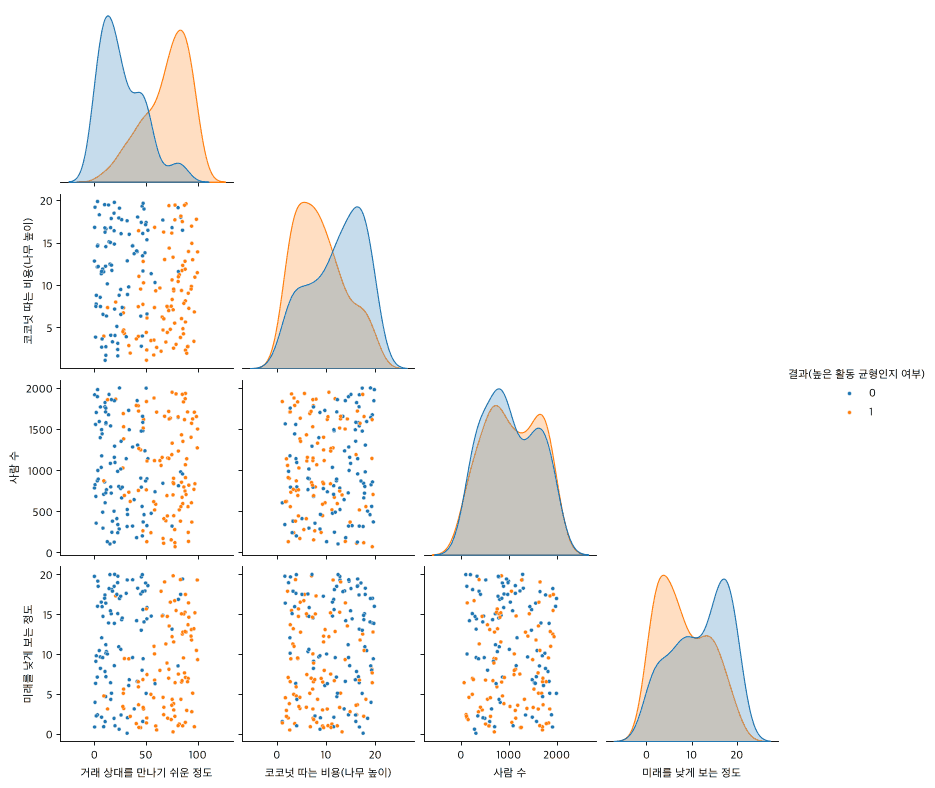 20
15
10
5
코코넛 따는 비용(나무 높이)
2000
1500
1000
500
0
사람 수
결과(높은 활동 균형인지 여부)
0
1
20
15
10
5
0
미래를 낮게 보는 정도
0 50 100
0 10 20
0 1000 2000
0 10 20
거래 상대를 만나기 쉬운 정도
코코넛 따는 비용(나무 높이)
사람 수
미래를 낮게 보는 정도